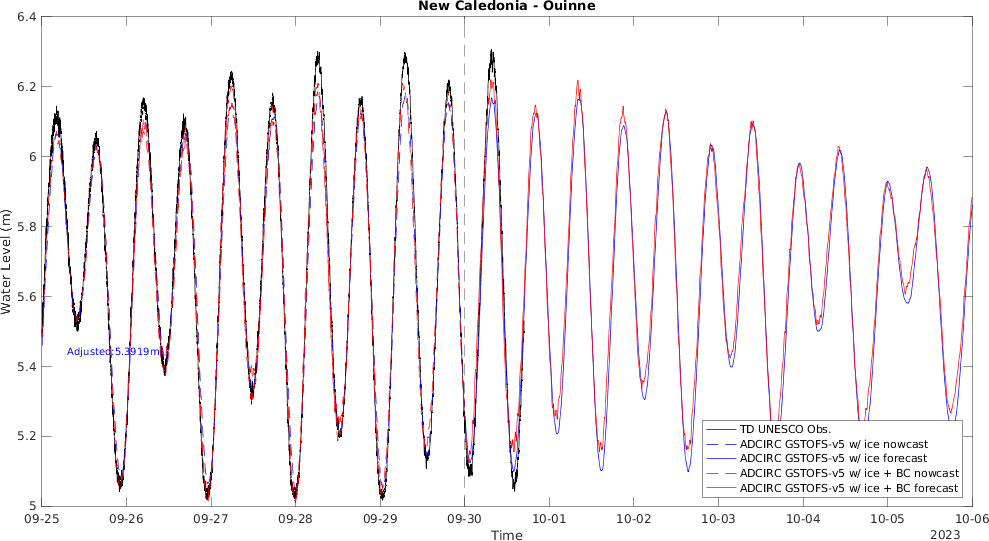 New Caledonia - Ouinne
6.4
6.2
6
5.8
5.6
5.4
5.2
5
Water Level (m)
Adjusted:5.3919m
TD UNESCO Obs.
ADCIRC GSTOFS-v5 w/ ice nowcast
ADCIRC GSTOFS-v5 w/ ice forecast
ADCIRC GSTOFS-v5 w/ ice + BC nowcast
ADCIRC GSTOFS-v5 w/ ice + BC forecast
09-25 09-26 09-27 09-28 09-29 09-30 10-01 10-02 10-03 10-04 10-05 10-06
Time
2023